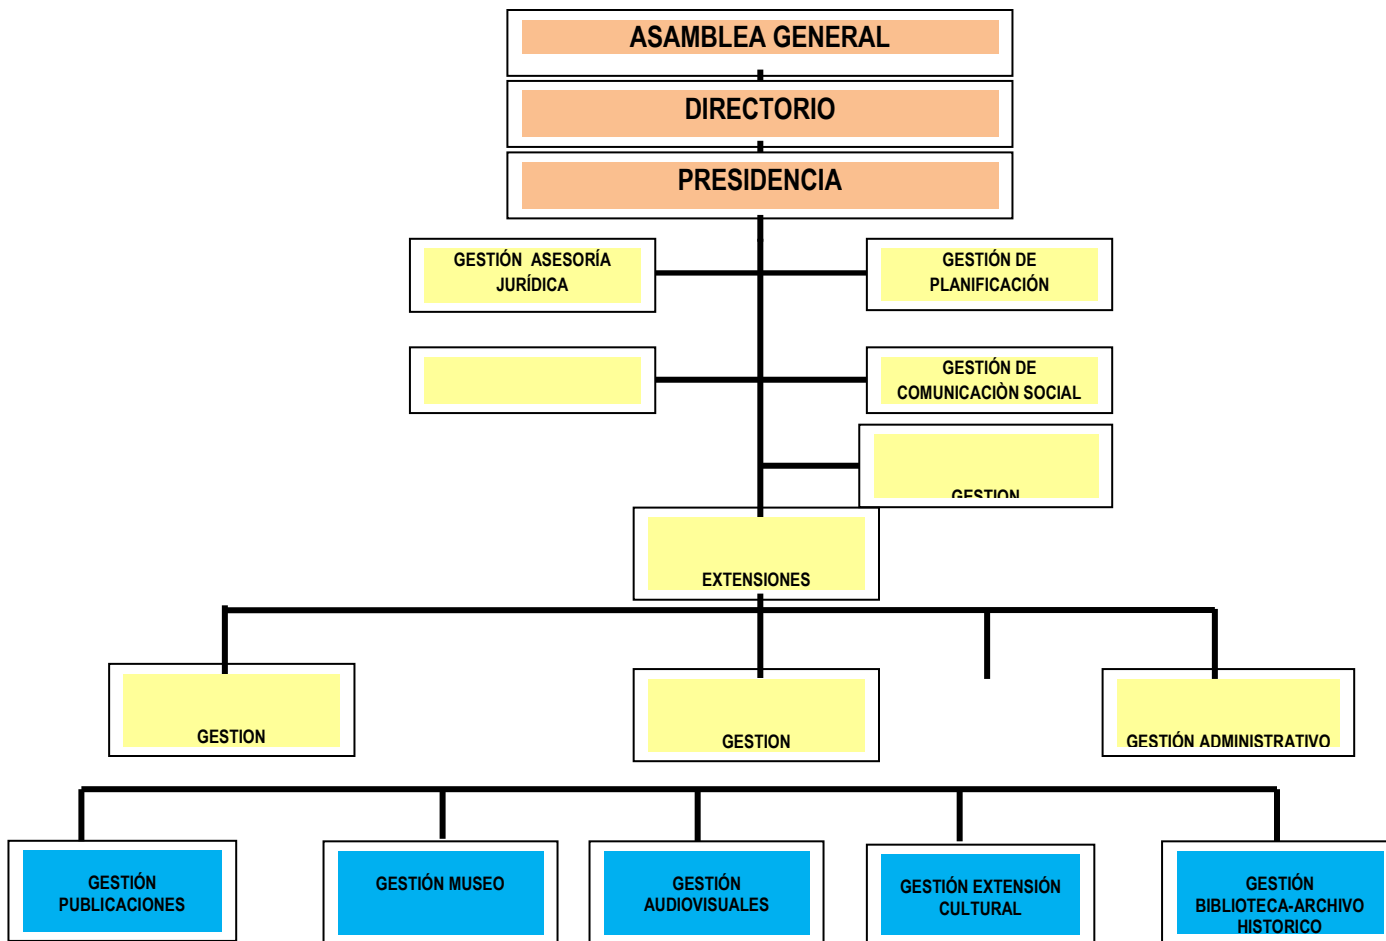 ASAMBLEA GENERAL
DIRECTORIO
PRESIDENCIA
GESTIÓN ASESORÍA
JURÍDICA
GESTIÓN DE
PLANIFICACIÓN
GESTIÓN DE
COMUNICACIÒN SOCIAL
GESTION
EXTENSIONES
GESTION
GESTION
GESTIÓN ADMINISTRATIVO
GESTIÓN
PUBLICACIONES
GESTIÓN MUSEO
GESTIÓN
AUDIOVISUALES
GESTIÓN EXTENSIÓN
CULTURAL
GESTIÓN
BIBLIOTECA-ARCHIVO
HISTORICO